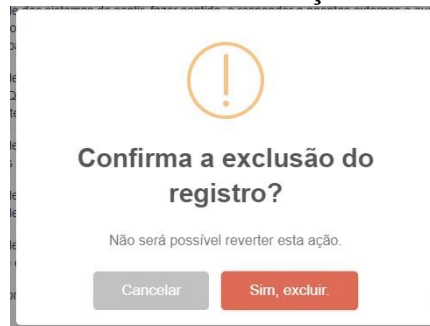 Confirma a exclusão do
registro?
Não será possível reverter esta ação.
Cancelar
Sim, excluir.